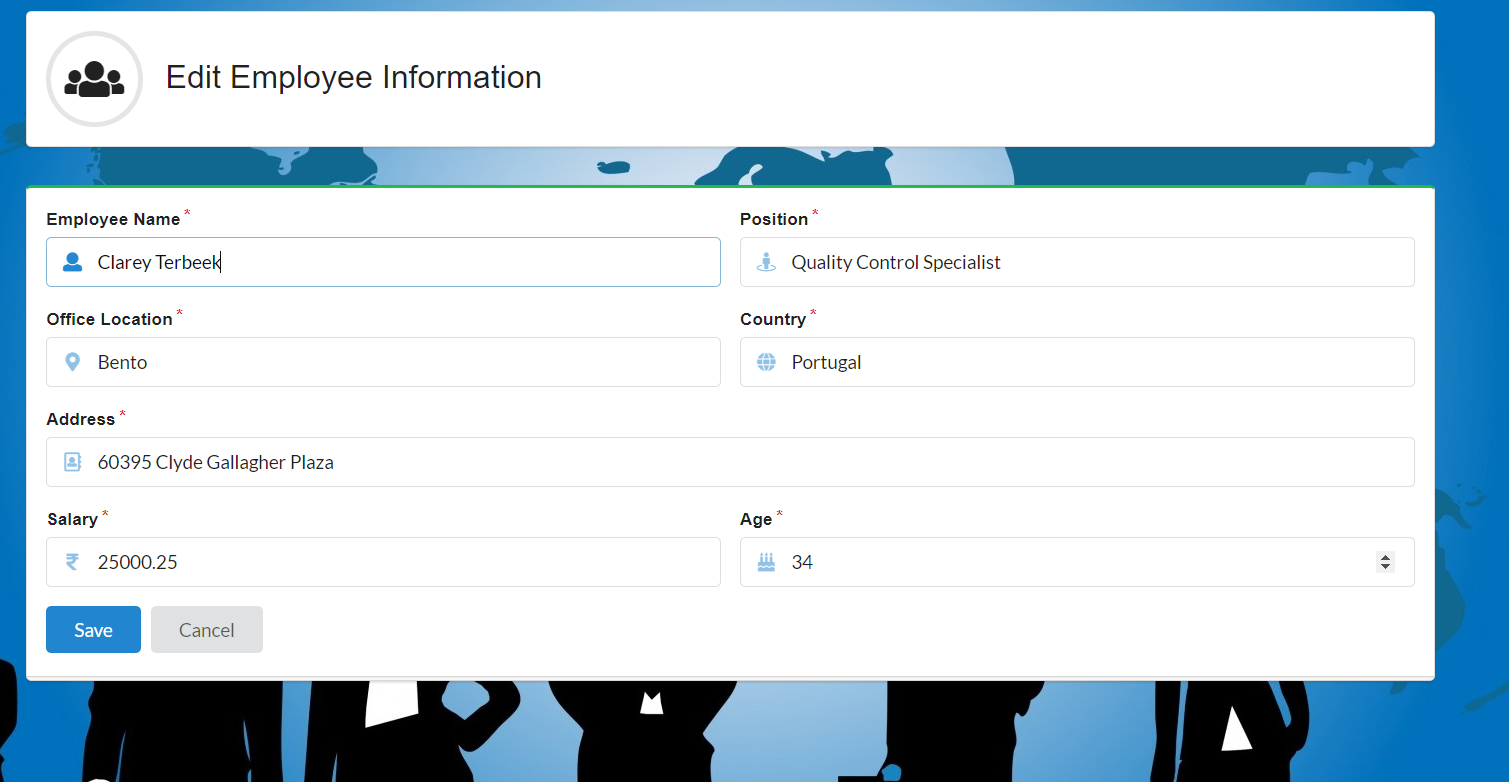 Edit Employee Information
Employee Name * Position *
Clarey Terbeek Quality Control Specialist
Office Location * Country *
Bento Portugal
Address *
60395 Clyde Gallagher Plaza
Salary * Age *
₹ 25000.25 34
Save Cancel